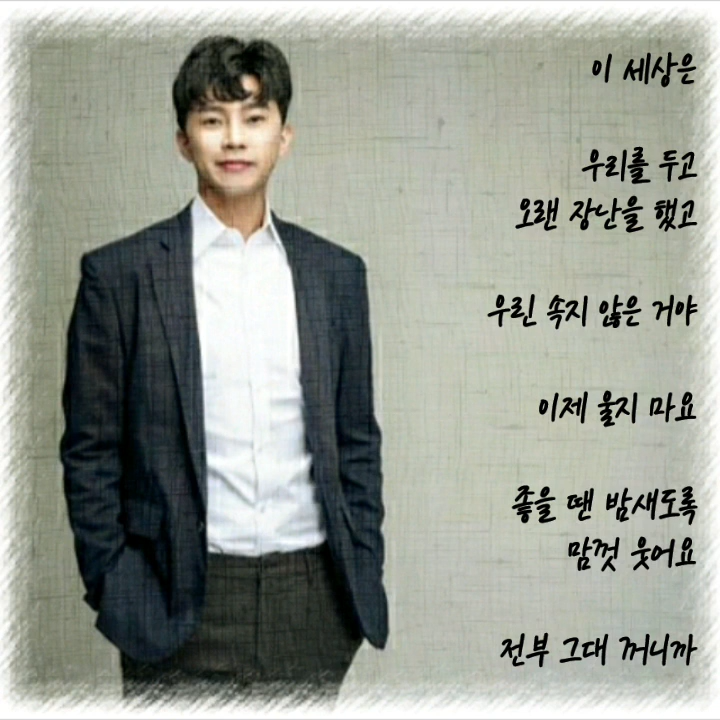 이 세상은
우리를 두고
오랜 장난을 했고
우린 속지 않은 거야
이제 울지 마요
좋을 땐 밤새도록
맘껏 웃어요
전부 그대 꺼니까